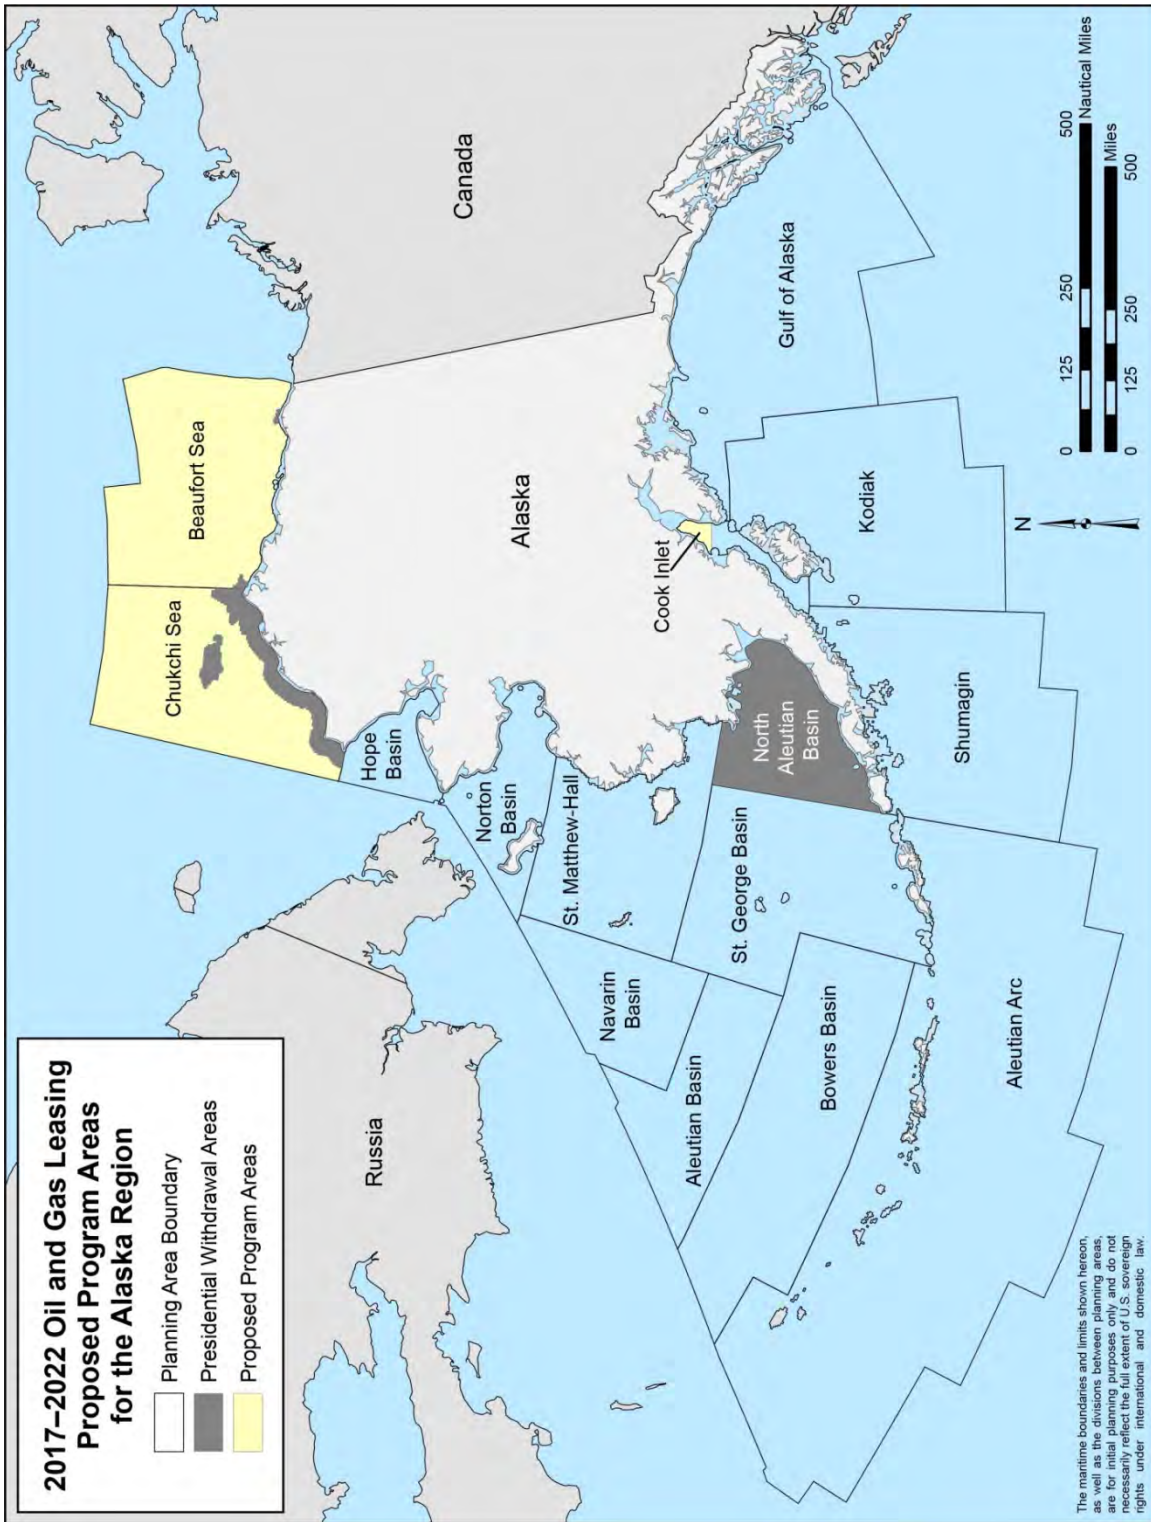 2017–2022 Oil and Gas Leasing
Proposed Program Areas
for the Alaska Region
Planning Area Boundary
Presidential Withdrawal Areas
Proposed Program Areas
Russia
Canada
Alaska
Chukchi Sea
Beaufort Sea
Hope
Basin
Norton
Basin
St. Matthew-Hall
Navarin
Basin
Aleutian Basin
St. George Basin
Bowers Basin
North
Aleutian
Basin
Cook Inlet
Aleutian Arc
Shumagin
Kodiak
Gulf of Alaska
N
0 125 250 500
Nautical Miles
Miles
0 125 250 500
The maritime boundaries and limits shown hereon,
as well as the divisions between planning areas,
are for initial planning purposes only and do not
necessarily reflect the full extent of U.S. sovereign
rights under international and domestic law.